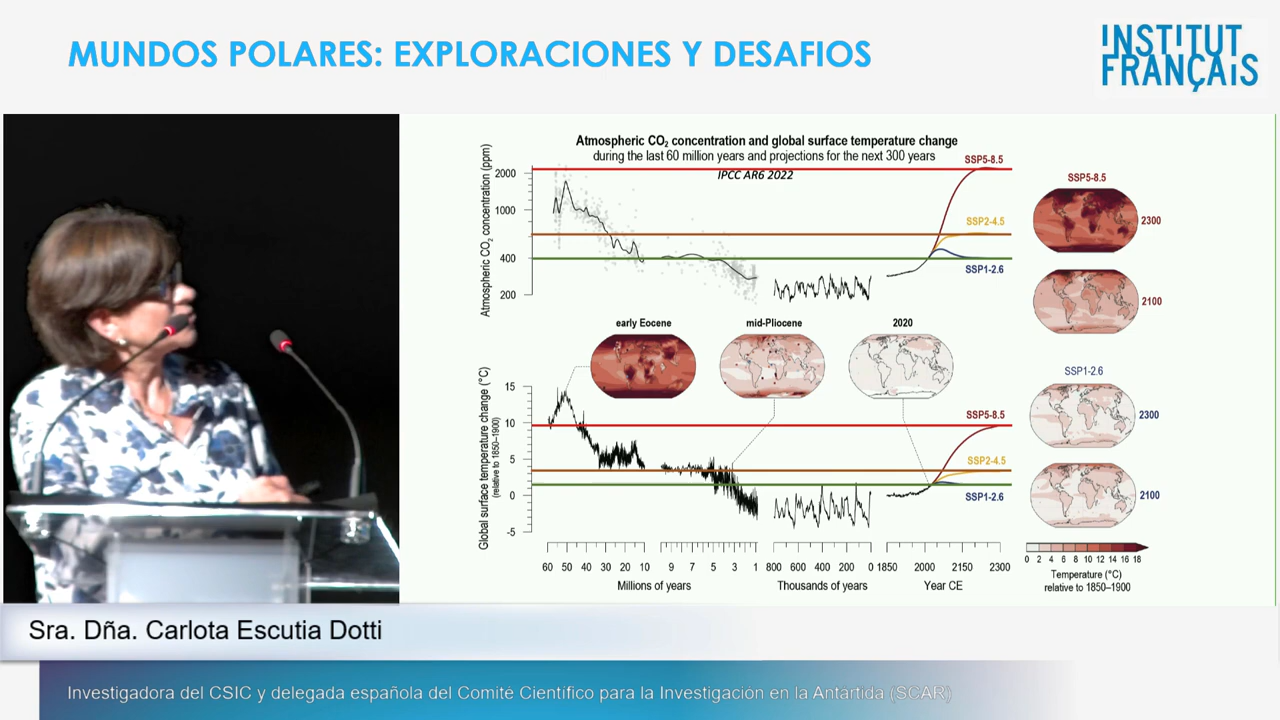 MUNDOS POLARES: EXPLORACIONES Y DESAFIOS
INSTITUT
FRANÇAIS
Atmospheric CO₂ concentration and global surface temperature change
during the last 60 million years and projections for the next 300 years
IPCC AR6 2022
Atmospheric CO₂ concentration (ppm)
2000
1000
400
200
SSP5-8.5
SSP2-4.5
SSP1-2.6
early Eocene
mid-Pliocene
2020
Global surface temperature change (°C)
(relative to 1850–1900)
15
10
5
0
-5
SSP5-8.5
SSP2-4.5
SSP1-2.6
60 50 40 30 20 10 9 7 5 3 1 800 600 400 200 0 1850 2000 2150 2300
Millions of years
Thousands of years
Year CE
SSP5-8.5
2300
2100
SSP1-2.6
2300
2100
0 2 4 6 8 10 12 14 16 18
Temperature (°C)
relative to 1850–1900
Sra. Dña. Carlota Escutia Dotti
Investigadora del CSIC y delegada española del Comité Científico para la Investigación en la Antártida (SCAR)